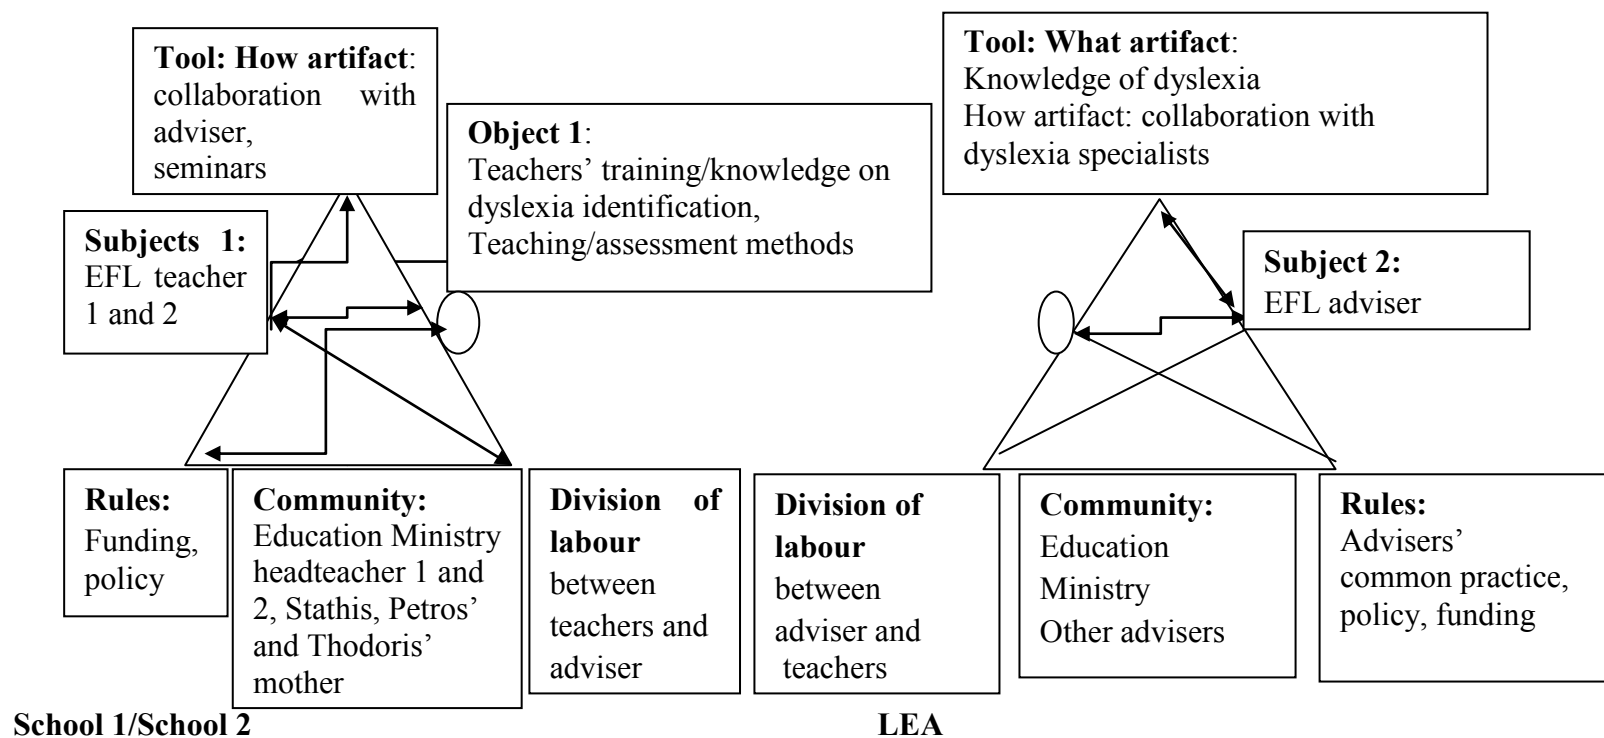 Tool: How artifact:
collaboration with
adviser,
seminars
Object 1:
Teachers’ training/knowledge on
dyslexia identification,
Teaching/assessment methods
Tool: What artifact:
Knowledge of dyslexia
How artifact: collaboration with
dyslexia specialists
Subjects 1:
EFL teacher
1 and 2
Subject 2:
EFL adviser
Rules:
Funding,
policy
Community:
Education Ministry
headteacher 1 and
2, Stathis, Petros’
and Thodoris’
mother
Division of
labour
between
teachers and
adviser
Division of
labour
between
adviser and
teachers
Community:
Education
Ministry
Other advisers
Rules:
Advisers’
common practice,
policy, funding
School 1/School 2
LEA